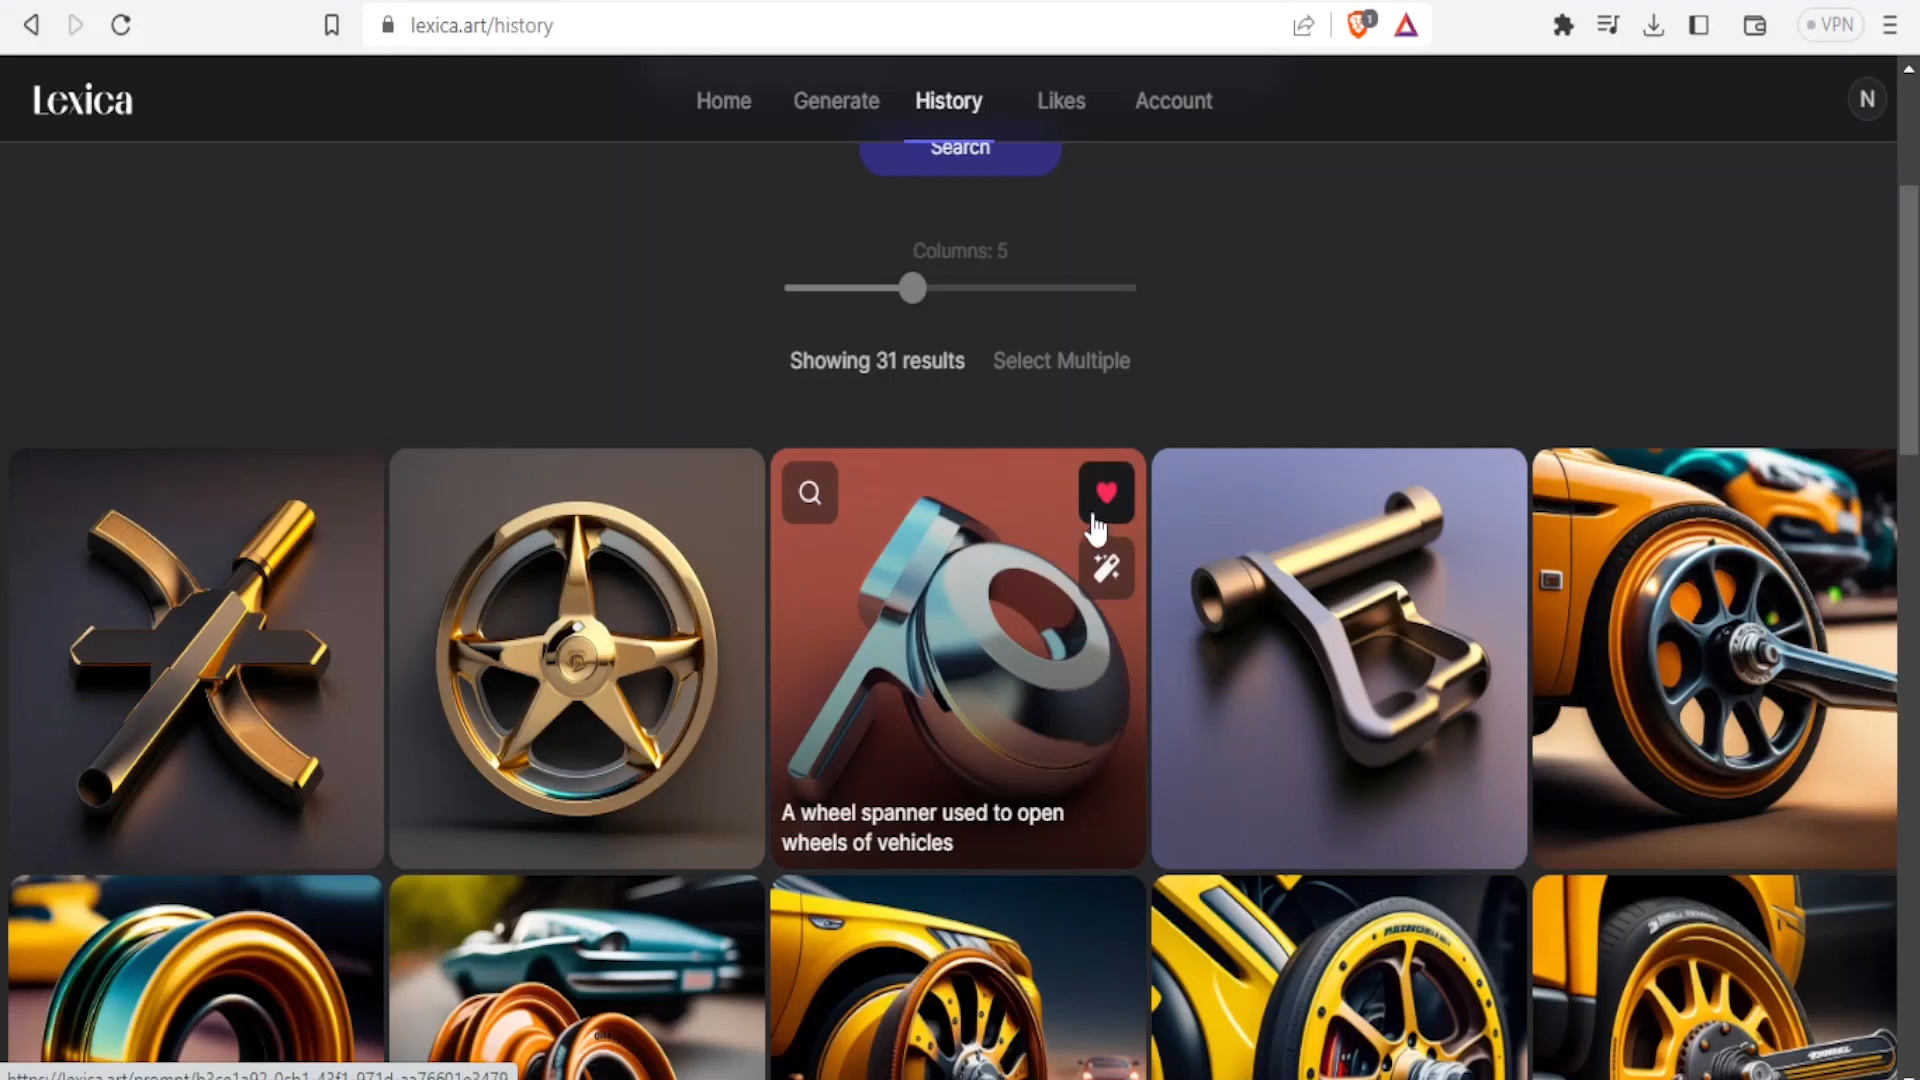 lexica.art/history
1
VPN
Lexica
Home Generate History Likes Account
N
Search
Columns: 5
Showing 31 results Select Multiple
A wheel spanner used to open
wheels of vehicles